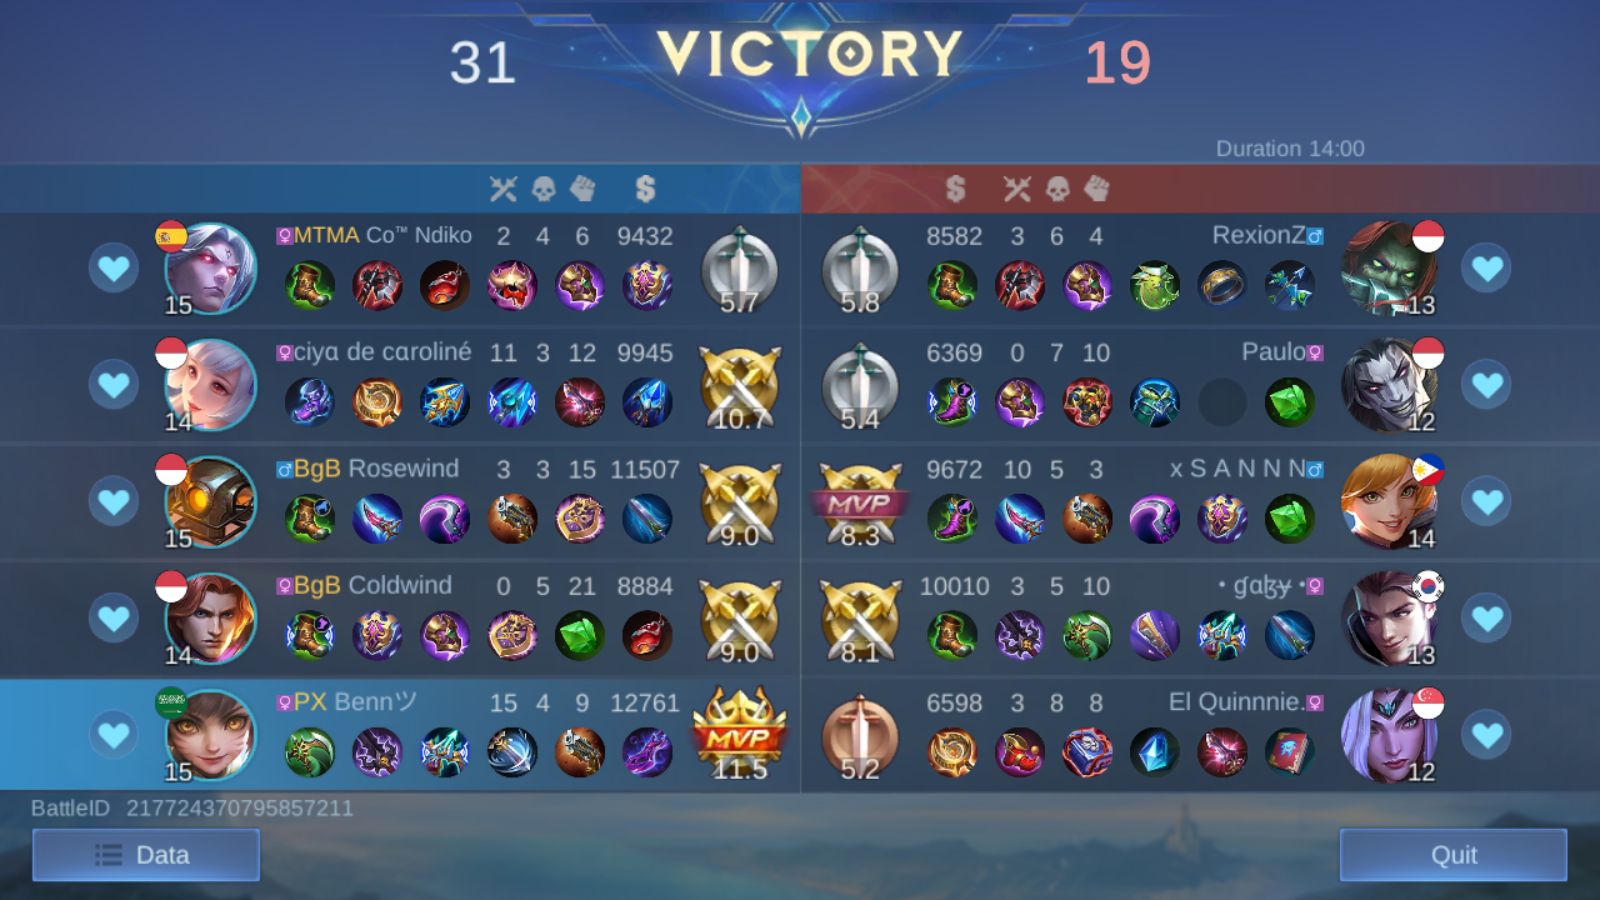 31 VICTORY 19
Duration 14:00
MTMA Co™ Ndiko 2 4 6 9432
15 5.7
5.8 8582 3 6 4 RexionZ
13
ciyɑ de cɑroliné 11 3 12 9945
14 10.7
5.4 6369 0 7 10 Paulo
12
BgB Rosewind 3 3 15 11507
15 9.0
MVP 8.3 9672 10 5 3 x S A N N N
14
BgB Coldwind 0 5 21 8884
14 9.0
8.1 10010 3 5 10
13
PX Bennツ 15 4 9 12761
15 MVP 11.5
5.2 6598 3 8 8 El Quinnnie.
12
BattleID 217724370795857211
Data
Quit